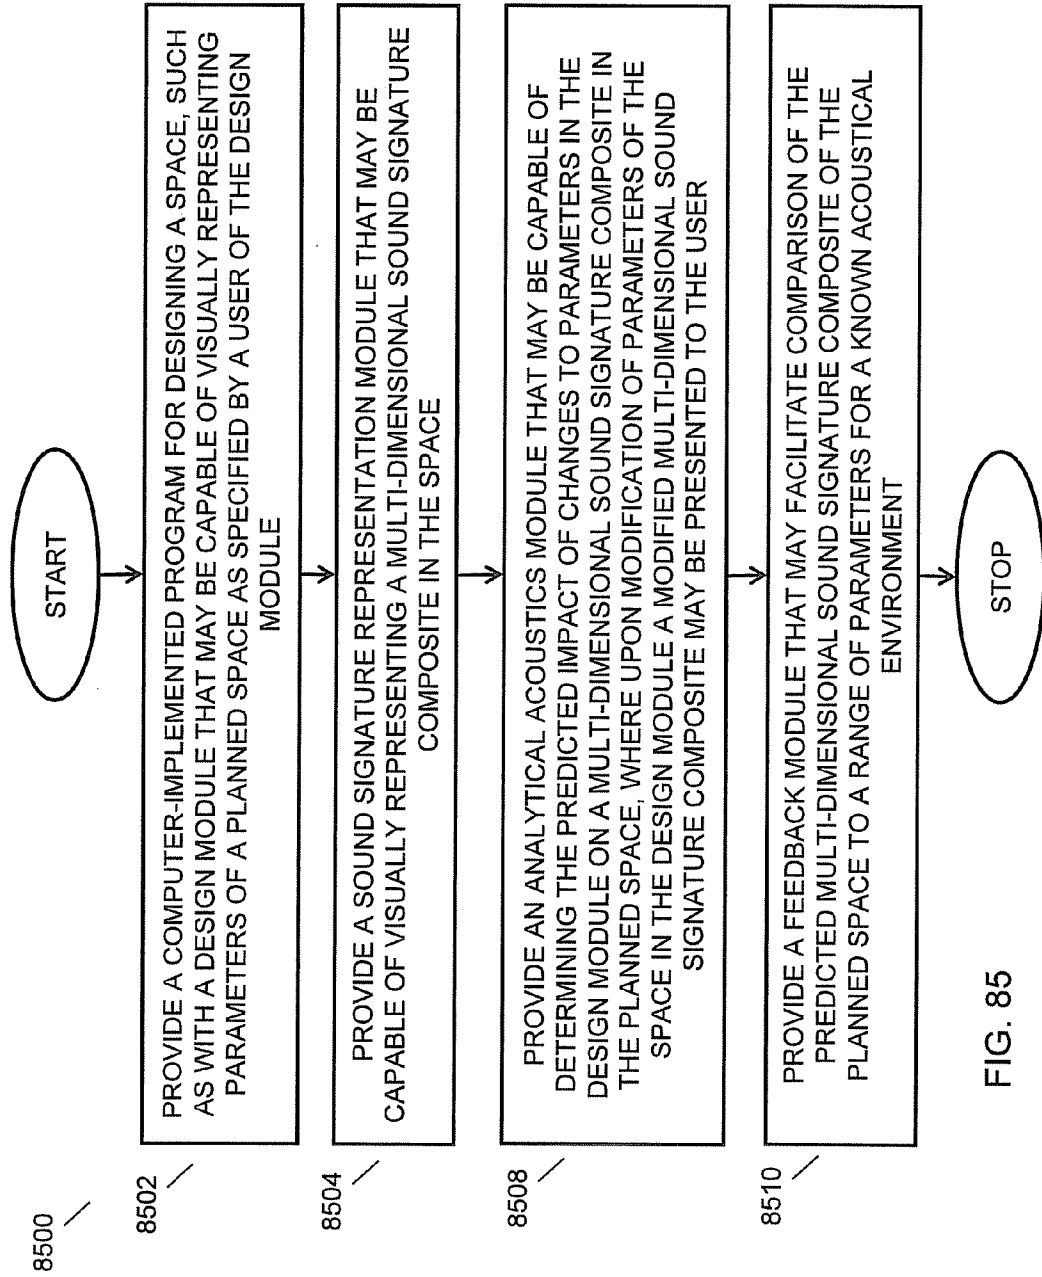 8500
START
8502
PROVIDE A COMPUTER-IMPLEMENTED PROGRAM FOR DESIGNING A SPACE, SUCH
AS WITH A DESIGN MODULE THAT MAY BE CAPABLE OF VISUALLY REPRESENTING
PARAMETERS OF A PLANNED SPACE AS SPECIFIED BY A USER OF THE DESIGN
MODULE
8504
PROVIDE A SOUND SIGNATURE REPRESENTATION MODULE THAT MAY BE
CAPABLE OF VISUALLY REPRESENTING A MULTI-DIMENSIONAL SOUND SIGNATURE
COMPOSITE IN THE SPACE
8508
PROVIDE AN ANALYTICAL ACOUSTICS MODULE THAT MAY BE CAPABLE OF
DETERMINING THE PREDICTED IMPACT OF CHANGES TO PARAMETERS IN THE
DESIGN MODULE ON A MULTI-DIMENSIONAL SOUND SIGNATURE COMPOSITE IN
THE PLANNED SPACE, WHERE UPON MODIFICATION OF PARAMETERS OF THE
SPACE IN THE DESIGN MODULE A MODIFIED MULTI-DIMENSIONAL SOUND
SIGNATURE COMPOSITE MAY BE PRESENTED TO THE USER
8510
PROVIDE A FEEDBACK MODULE THAT MAY FACILITATE COMPARISON OF THE
PREDICTED MULTI-DIMENSIONAL SOUND SIGNATURE COMPOSITE OF THE
PLANNED SPACE TO A RANGE OF PARAMETERS FOR A KNOWN ACOUSTICAL
ENVIRONMENT
STOP
FIG. 85